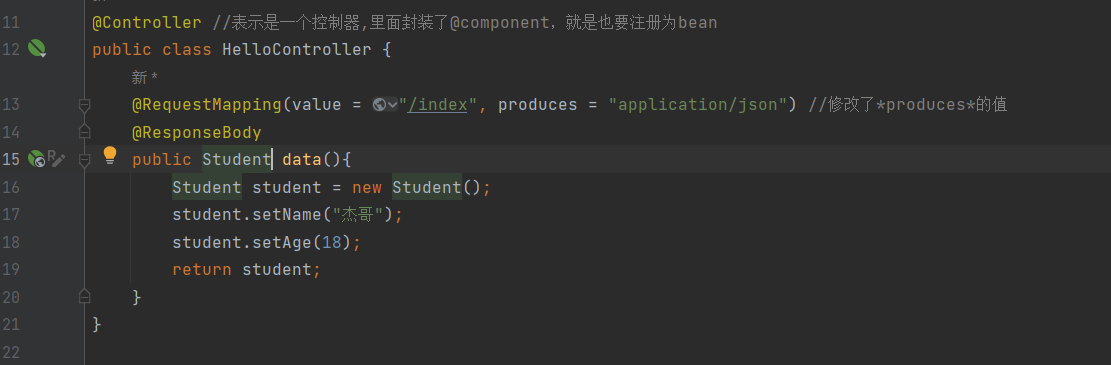 11 @Controller //表示是一个控制器,里面封装了@component，就是也要注册为bean
12 public class HelloController {
新 *
13 @RequestMapping(value = "/index", produces = "application/json") //修改了*produces*的值
14 @ResponseBody
15 public Student data(){
16 Student student = new Student();
17 student.setName("杰哥");
18 student.setAge(18);
19 return student;
20 }
21 }
22